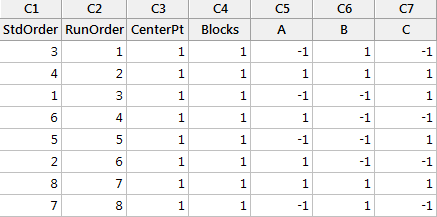 C1 C2 C3 C4 C5 C6 C7
StdOrder RunOrder CenterPt Blocks A B C
3 1 1 1 -1 1 -1
4 2 1 1 1 1 1
1 3 1 1 -1 -1 1
6 4 1 1 1 -1 -1
5 5 1 1 -1 -1 1
2 6 1 1 1 -1 -1
8 7 1 1 1 1 1
7 8 1 1 -1 1 -1